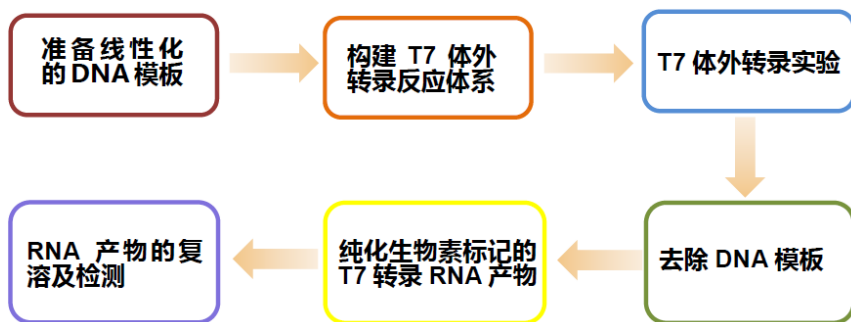 准备线性化
的DNA模板
构建 T7 体外
转录反应体系
T7 体外转录实验
去除 DNA 模板
纯化生物素标记的
T7 转录 RNA 产物
RNA 产物的复
溶及检测